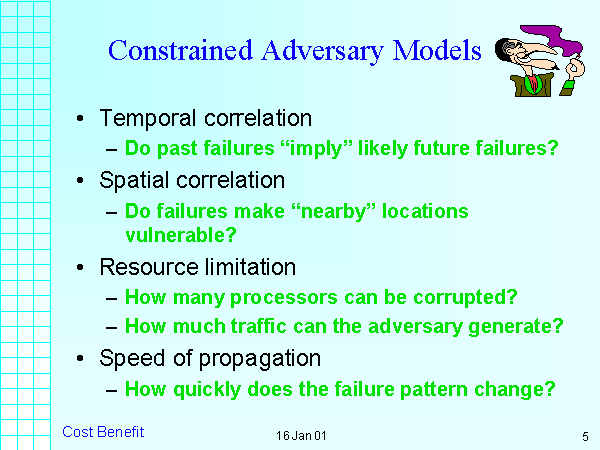 Constrained Adversary Models
• Temporal correlation
– Do past failures “imply” likely future failures?
• Spatial correlation
– Do failures make “nearby” locations
vulnerable?
• Resource limitation
– How many processors can be corrupted?
– How much traffic can the adversary generate?
• Speed of propagation
– How quickly does the failure pattern change?
Cost Benefit
16 Jan 01
5